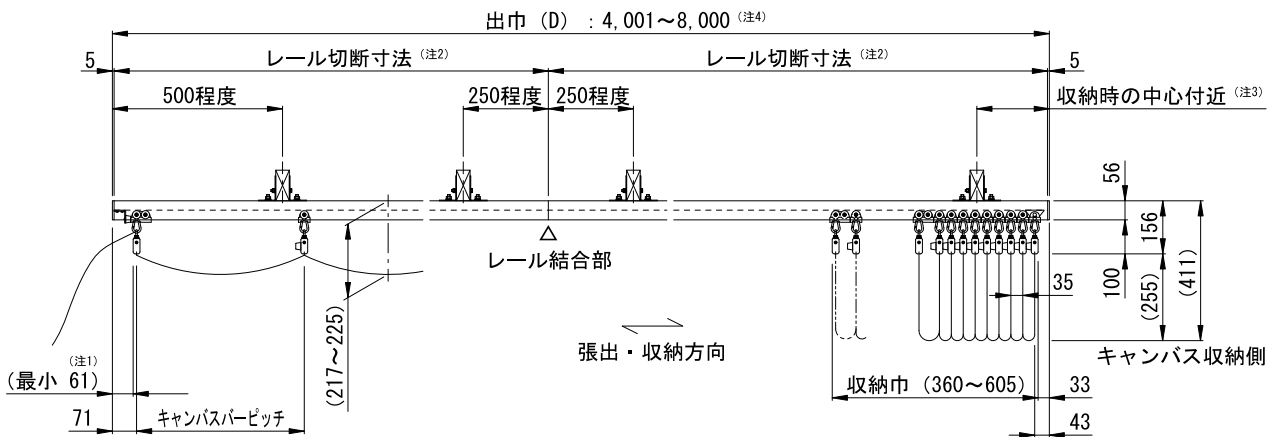 出巾 (D) : 4,001～8,000 (注4)
5
レール切断寸法 (注2)
レール切断寸法 (注2)
5
500程度
250程度
250程度
収納時の中心付近 (注3)
56
156
100
(255)
(411)
35
レール結合部
(217～225)
張出・収納方向
キャンバス収納側
(注1)
(最小 61)
収納巾 (360～605)
33
71
キャンバスバーピッチ
43